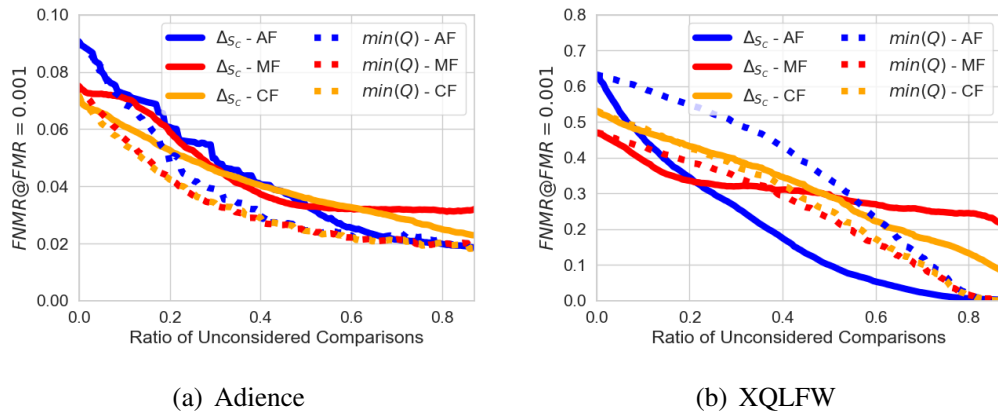 0.10
0.08
0.06
0.04
0.02
0.00
FNMR@FMR = 0.001
Δ_{S_c} - AF
Δ_{S_c} - MF
Δ_{S_c} - CF
min(Q) - AF
min(Q) - MF
min(Q) - CF
0.0 0.2 0.4 0.6 0.8
Ratio of Unconsidered Comparisons
(a) Adience
0.8
0.7
0.6
0.5
0.4
0.3
0.2
0.1
0.0
FNMR@FMR = 0.001
Δ_{S_c} - AF
Δ_{S_c} - MF
Δ_{S_c} - CF
min(Q) - AF
min(Q) - MF
min(Q) - CF
0.0 0.2 0.4 0.6 0.8
Ratio of Unconsidered Comparisons
(b) XQLFW